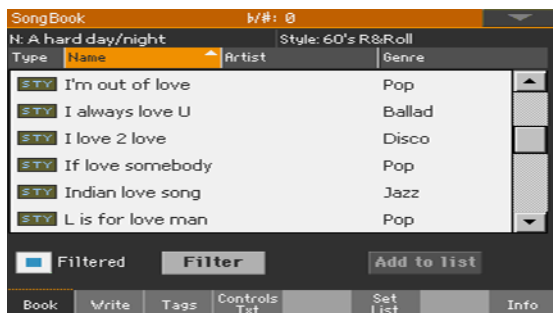 SongBook ♭/#: 0
N: A hard day/night Style: 60's R&Roll
Type Name Artist Genre
STY I'm out of love Pop
STY I always love U Ballad
STY I love 2 love Disco
STY If love somebody Pop
STY Indian love song Jazz
STY L is for love man Pop
Filtered Filter Add to list
Book Write Tags Controls Txt Set List Info